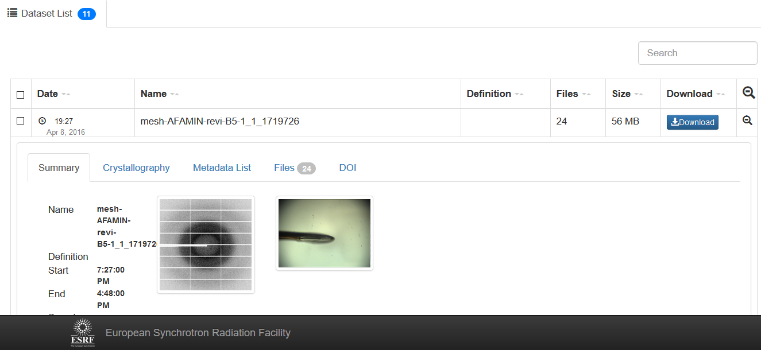 Dataset List 11
Search
Date Name Definition Files Size Download
19:27 mesh-AFAMIN-revi-B5-1_1_1719726 24 56 MB Download
Apr 8, 2016
Summary Crystallography Metadata List Files 24 DOI
Name mesh-
AFAMIN-
revi-
B5-1_1_1719726
Definition
Start 7:27:00
PM
End 4:48:00
PM
ESRF European Synchrotron Radiation Facility